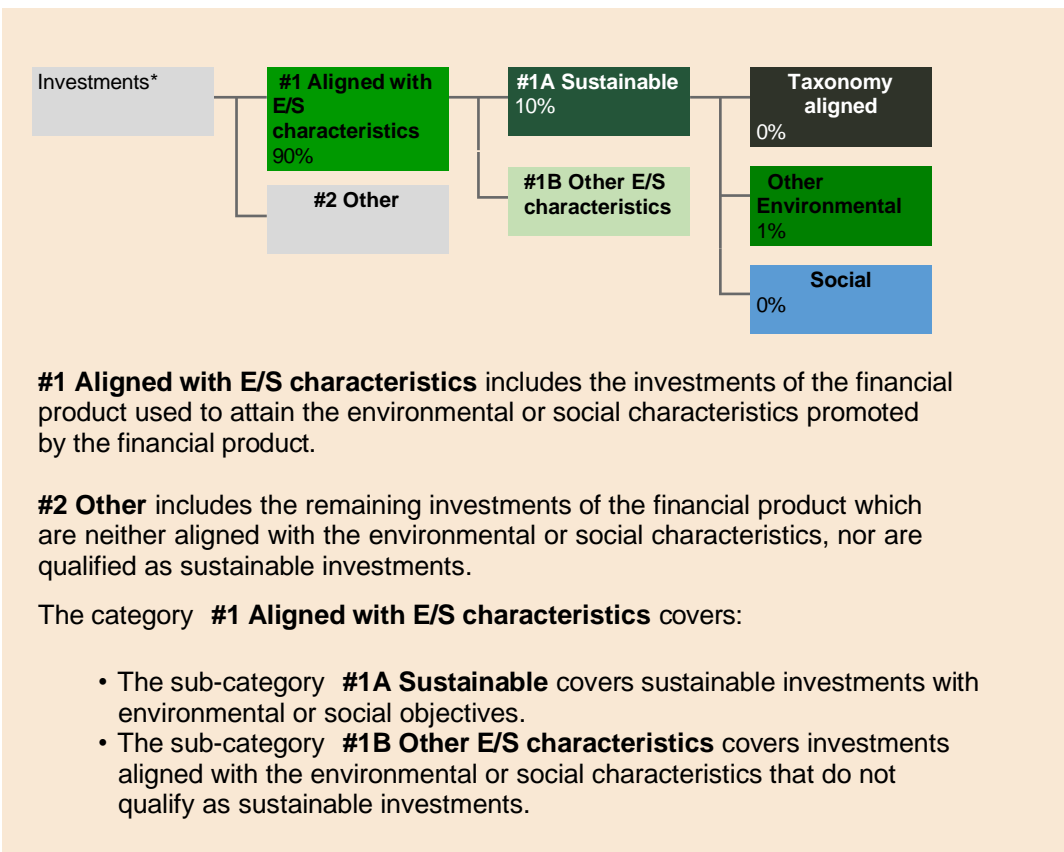 Investments*
#1 Aligned with
E/S
characteristics
90%
#2 Other
#1A Sustainable
10%
#1B Other E/S
characteristics
Taxonomy
aligned
0%
Other
Environmental
1%
Social
0%
#1 Aligned with E/S characteristics includes the investments of the financial
product used to attain the environmental or social characteristics promoted
by the financial product.
#2 Other includes the remaining investments of the financial product which
are neither aligned with the environmental or social characteristics, nor are
qualified as sustainable investments.
The category #1 Aligned with E/S characteristics covers:
• The sub-category #1A Sustainable covers sustainable investments with
environmental or social objectives.
• The sub-category #1B Other E/S characteristics covers investments
aligned with the environmental or social characteristics that do not
qualify as sustainable investments.